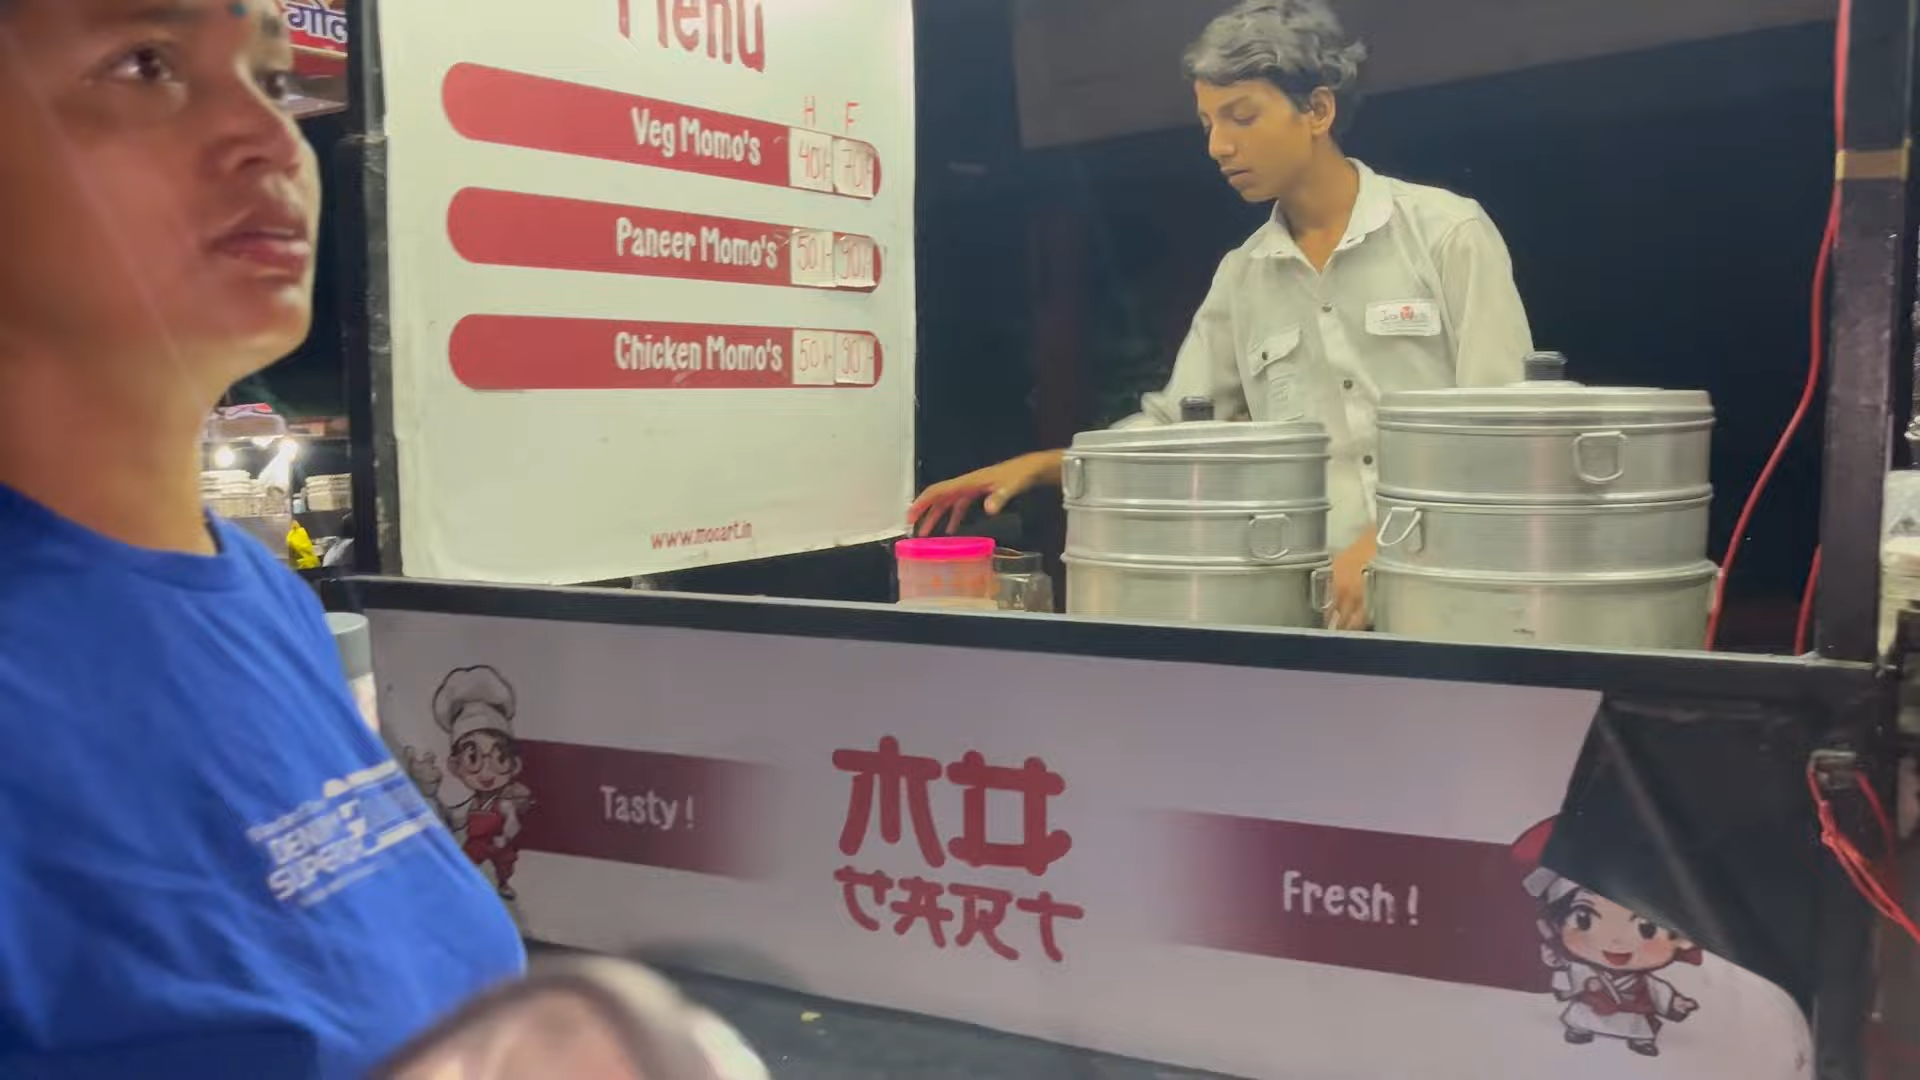 गोल
Menu
H F
Veg Momo's 40/- 70/-
Paneer Momo's 50/- 90/-
Chicken Momo's 50/- 90/-
www.mocart.in
Tasty!
MO
CART
Fresh!
DENIM